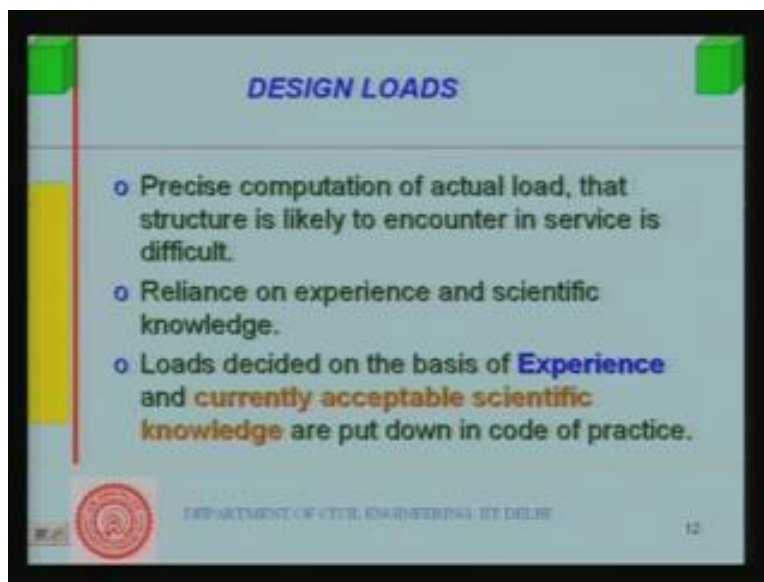 DESIGN LOADS
o Precise computation of actual load, that
structure is likely to encounter in service is
difficult.
o Reliance on experience and scientific
knowledge.
o Loads decided on the basis of Experience
and currently acceptable scientific
knowledge are put down in code of practice.
DEPARTMENT OF CIVIL ENGINEERING IIT DELHI
12